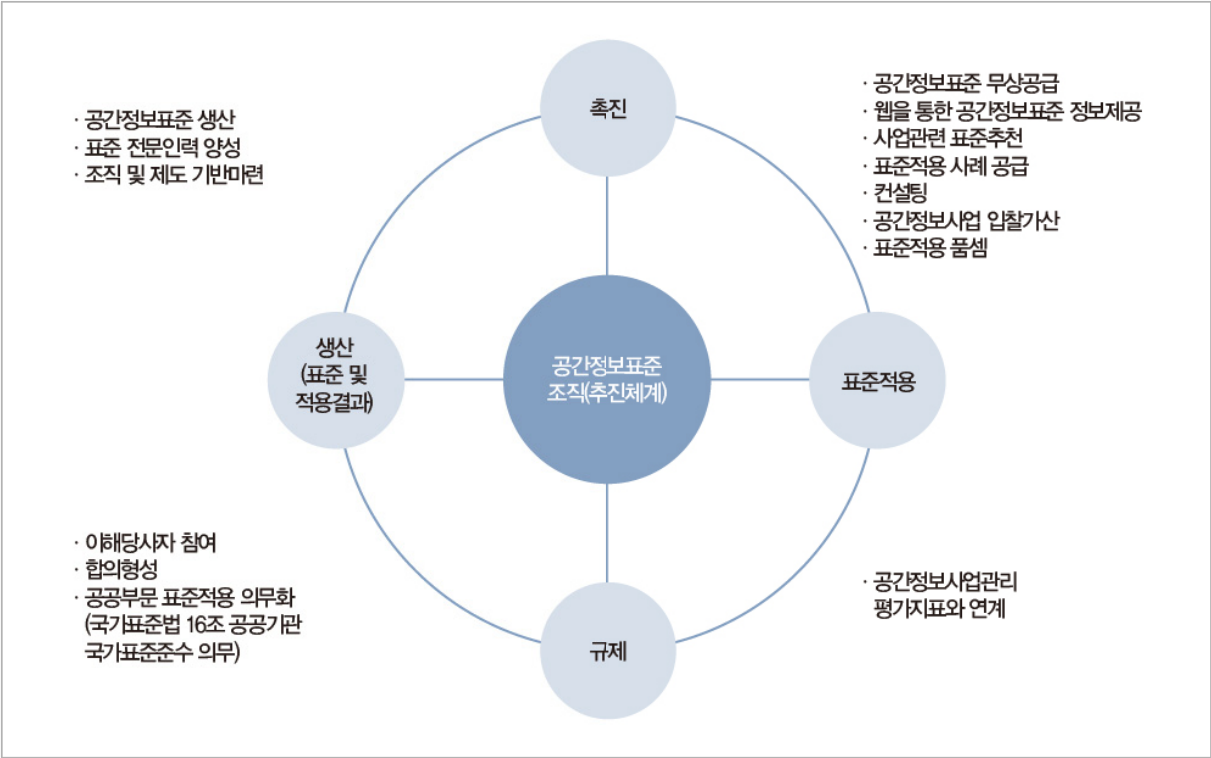 촉진
· 공간정보표준 생산
· 표준 전문인력 양성
· 조직 및 제도 기반마련
· 공간정보표준 무상공급
· 웹을 통한 공간정보표준 정보제공
· 사업관련 표준추천
· 표준적용 사례 공급
· 컨설팅
· 공간정보사업 입찰가산
· 표준적용 품셈
생산
(표준 및
적용결과)
공간정보표준
조직(추진체계)
표준적용
· 이해당사자 참여
· 합의형성
· 공공부문 표준적용 의무화
(국가표준법 16조 공공기관
국가표준준수 의무)
· 공간정보사업관리
평가지표와 연계
규제